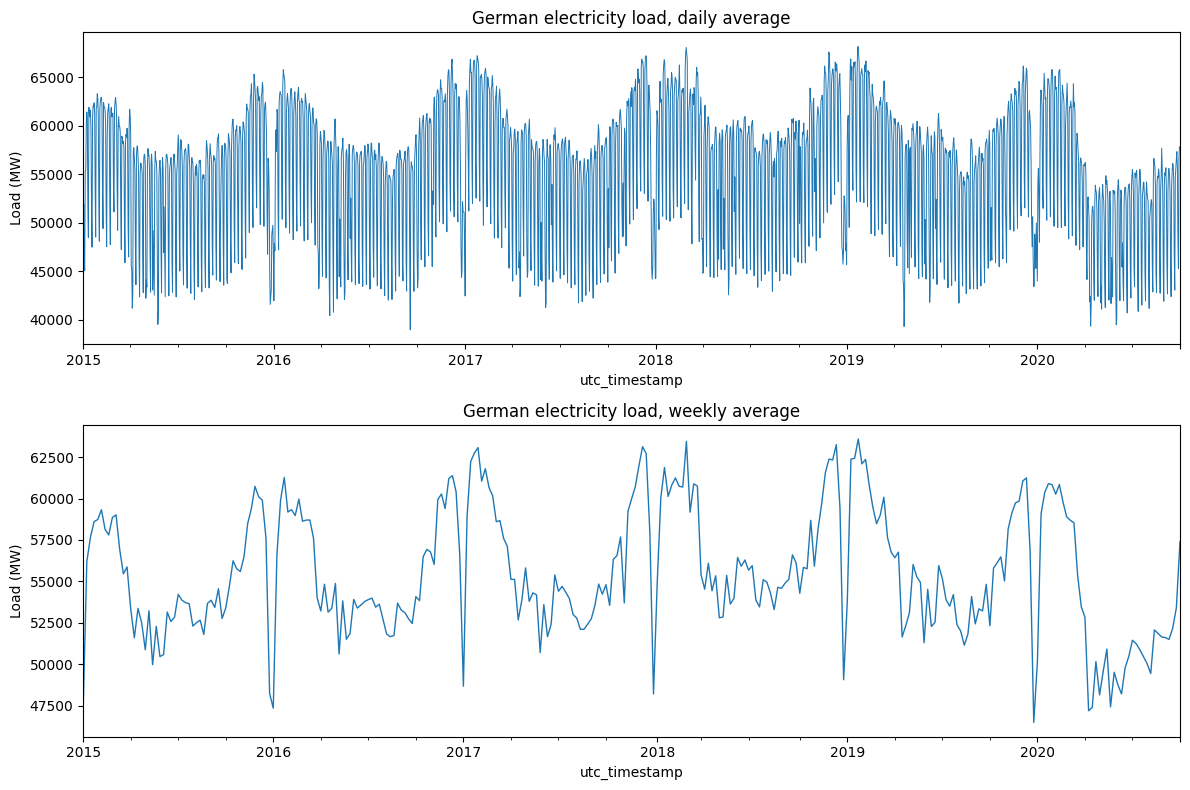 German electricity load, daily average
Load (MW)
65000
60000
55000
50000
45000
40000
2015 2016 2017 2018 2019 2020
utc_timestamp
German electricity load, weekly average
Load (MW)
62500
60000
57500
55000
52500
50000
47500
2015 2016 2017 2018 2019 2020
utc_timestamp